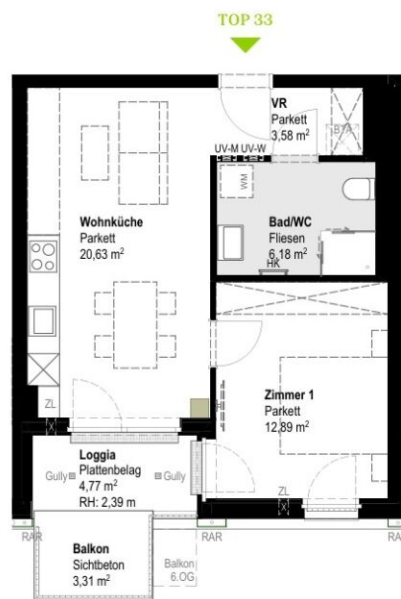 TOP 33
VR
Parkett
3,58 m²
UV-M UV-W
WM
Wohnküche
Parkett
20,63 m²
Bad/WC
Fliesen
6,18 m²
HK
Zimmer 1
Parkett
12,89 m²
ZL
Loggia
Plattenbelag
4,77 m²
RH: 2,39 m
Gully
Gully
ZL
RAR
RAR
RAR
Balkon
Sichtbeton
3,31 m²
Balkon
6.OG